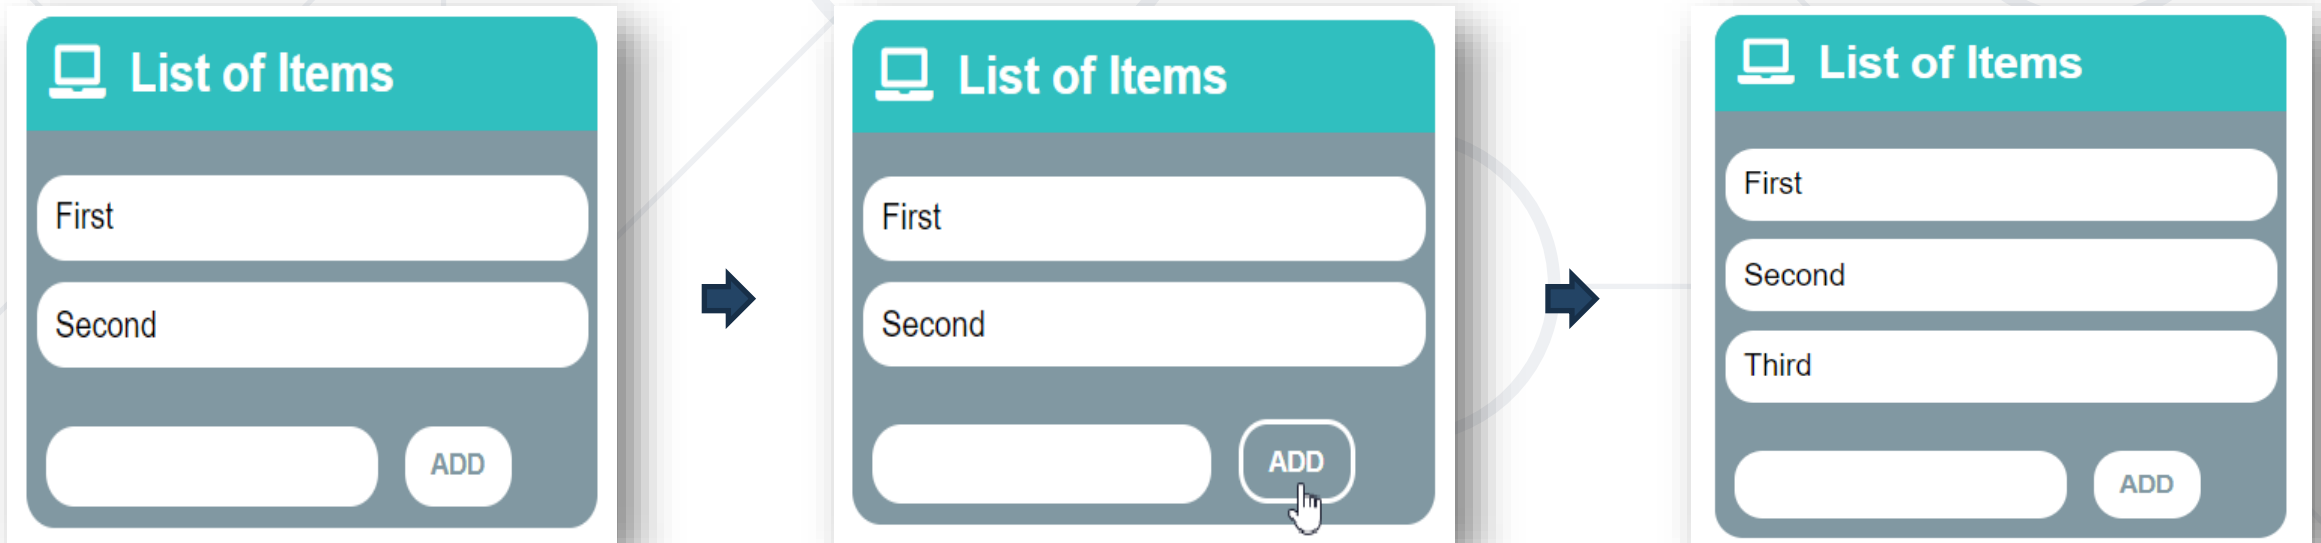 List of Items
First
Second
ADD
List of Items
First
Second
ADD
List of Items
First
Second
Third
ADD